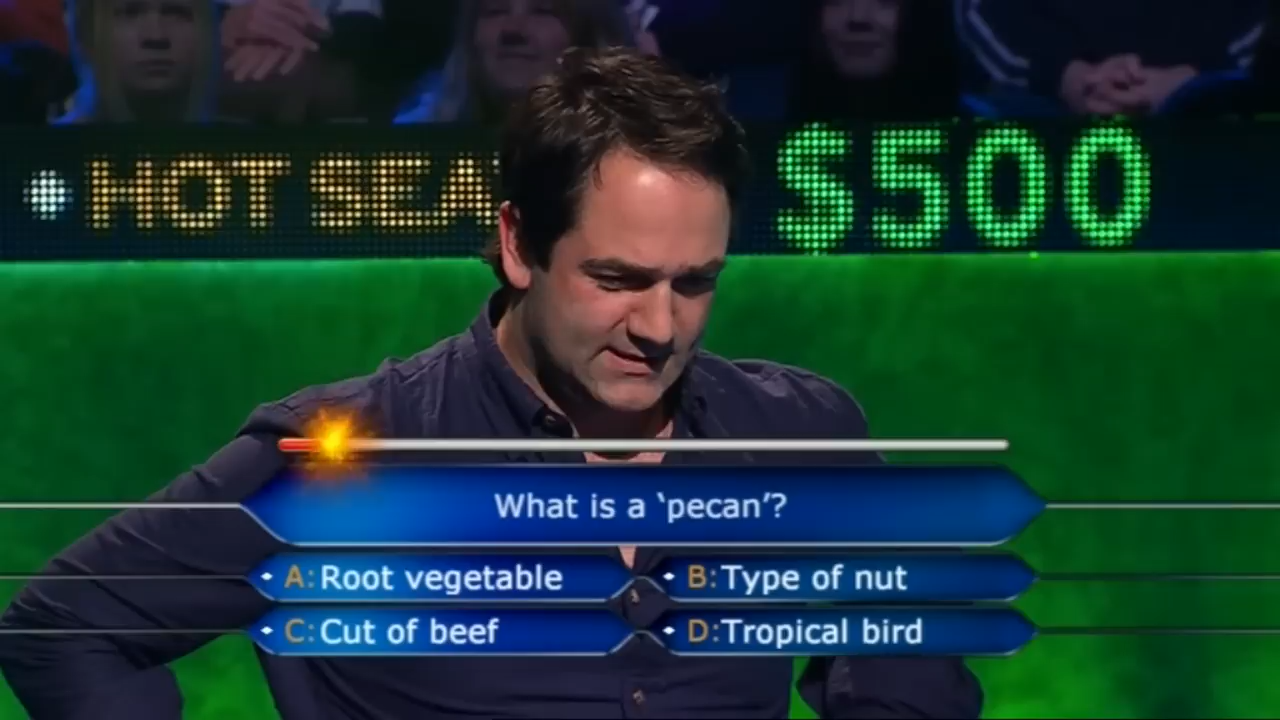 HOT SEA
$500
What is a ‘pecan’?
A: Root vegetable
B: Type of nut
C: Cut of beef
D: Tropical bird